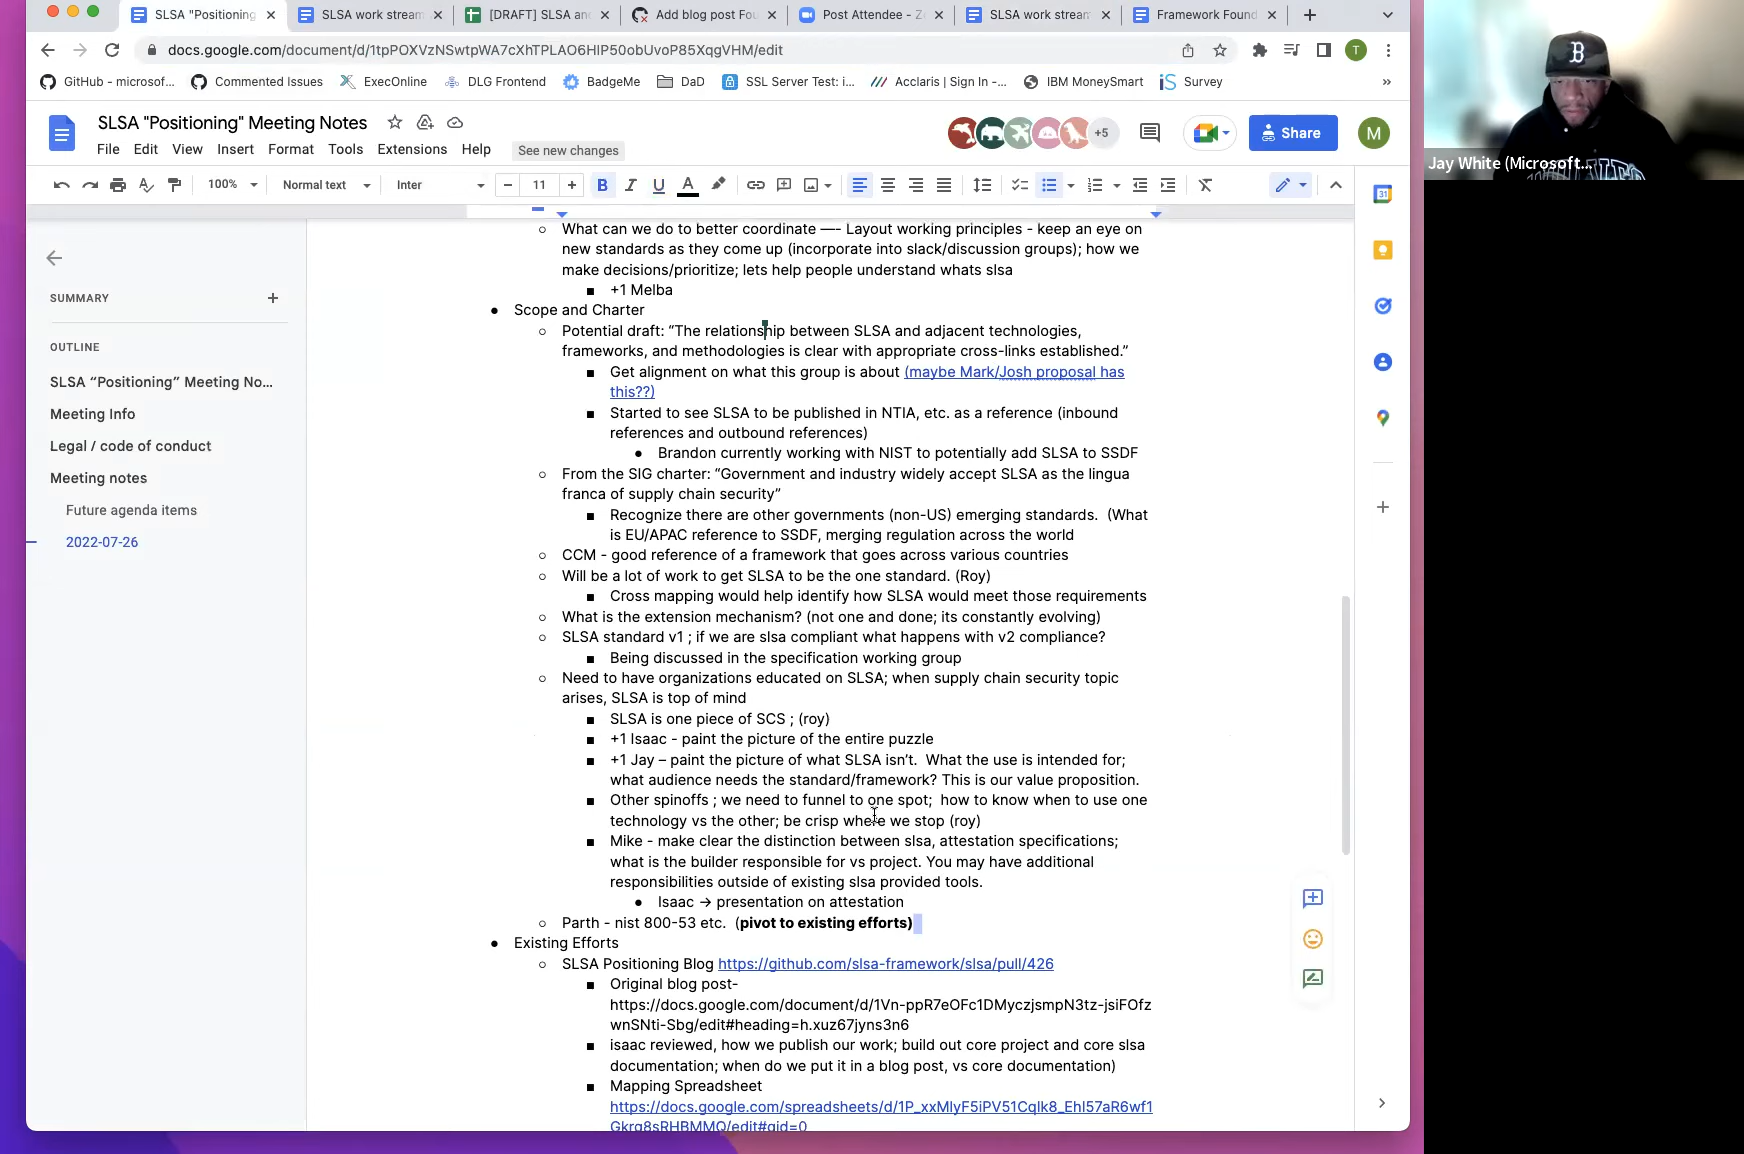 SLSA "Positioning"
SLSA work stream
[DRAFT] SLSA an
Add blog post Fou
Post Attendee - Z
SLSA work stream
Framework Found
docs.google.com/document/d/1tpPOXVzNSwtpWA7cXhTPLAO6HlP50obUvoP85XqgVHM/edit
T
GitHub - microsof...
Commented Issues
ExecOnline
DLG Frontend
BadgeMe
DaD
SSL Server Test: i...
Acclaris | Sign In -...
IBM MoneySmart
Survey
»
SLSA "Positioning" Meeting Notes
+5
Share
M
File Edit View Insert Format Tools Extensions Help
See new changes
100%
Normal text
Inter
11
B I U A
SUMMARY
OUTLINE
SLSA “Positioning” Meeting No...
Meeting Info
Legal / code of conduct
Meeting notes
Future agenda items
2022-07-26
What can we do to better coordinate —- Layout working principles - keep an eye on
new standards as they come up (incorporate into slack/discussion groups); how we
make decisions/prioritize; lets help people understand whats slsa
+1 Melba
Scope and Charter
Potential draft: “The relationship between SLSA and adjacent technologies,
frameworks, and methodologies is clear with appropriate cross-links established.”
Get alignment on what this group is about (maybe Mark/Josh proposal has
this??)
Started to see SLSA to be published in NTIA, etc. as a reference (inbound
references and outbound references)
Brandon currently working with NIST to potentially add SLSA to SSDF
From the SIG charter: “Government and industry widely accept SLSA as the lingua
franca of supply chain security”
Recognize there are other governments (non-US) emerging standards. (What
is EU/APAC reference to SSDF, merging regulation across the world
CCM - good reference of a framework that goes across various countries
Will be a lot of work to get SLSA to be the one standard. (Roy)
Cross mapping would help identify how SLSA would meet those requirements
What is the extension mechanism? (not one and done; its constantly evolving)
SLSA standard v1 ; if we are slsa compliant what happens with v2 compliance?
Being discussed in the specification working group
Need to have organizations educated on SLSA; when supply chain security topic
arises, SLSA is top of mind
SLSA is one piece of SCS ; (roy)
+1 Isaac - paint the picture of the entire puzzle
+1 Jay – paint the picture of what SLSA isn’t. What the use is intended for;
what audience needs the standard/framework? This is our value proposition.
Other spinoffs ; we need to funnel to one spot; how to know when to use one
technology vs the other; be crisp where we stop (roy)
Mike - make clear the distinction between slsa, attestation specifications;
what is the builder responsible for vs project. You may have additional
responsibilities outside of existing slsa provided tools.
Isaac → presentation on attestation
Parth - nist 800-53 etc. (pivot to existing efforts)
Existing Efforts
SLSA Positioning Blog https://github.com/slsa-framework/slsa/pull/426
Original blog post-
https://docs.google.com/document/d/1Vn-ppR7eOFc1DMyczjsmpN3tz-jsiFOfz
wnSNti-Sbg/edit#heading=h.xuz67jyns3n6
isaac reviewed, how we publish our work; build out core project and core slsa
documentation; when do we put it in a blog post, vs core documentation)
Mapping Spreadsheet
https://docs.google.com/spreadsheets/d/1P_xxMlyF5iPV51Cqlk8_Ehl57aR6wf1
Gkrg8sRHBMMQ/edit#gid=0
31
B
Jay White (Microsoft...